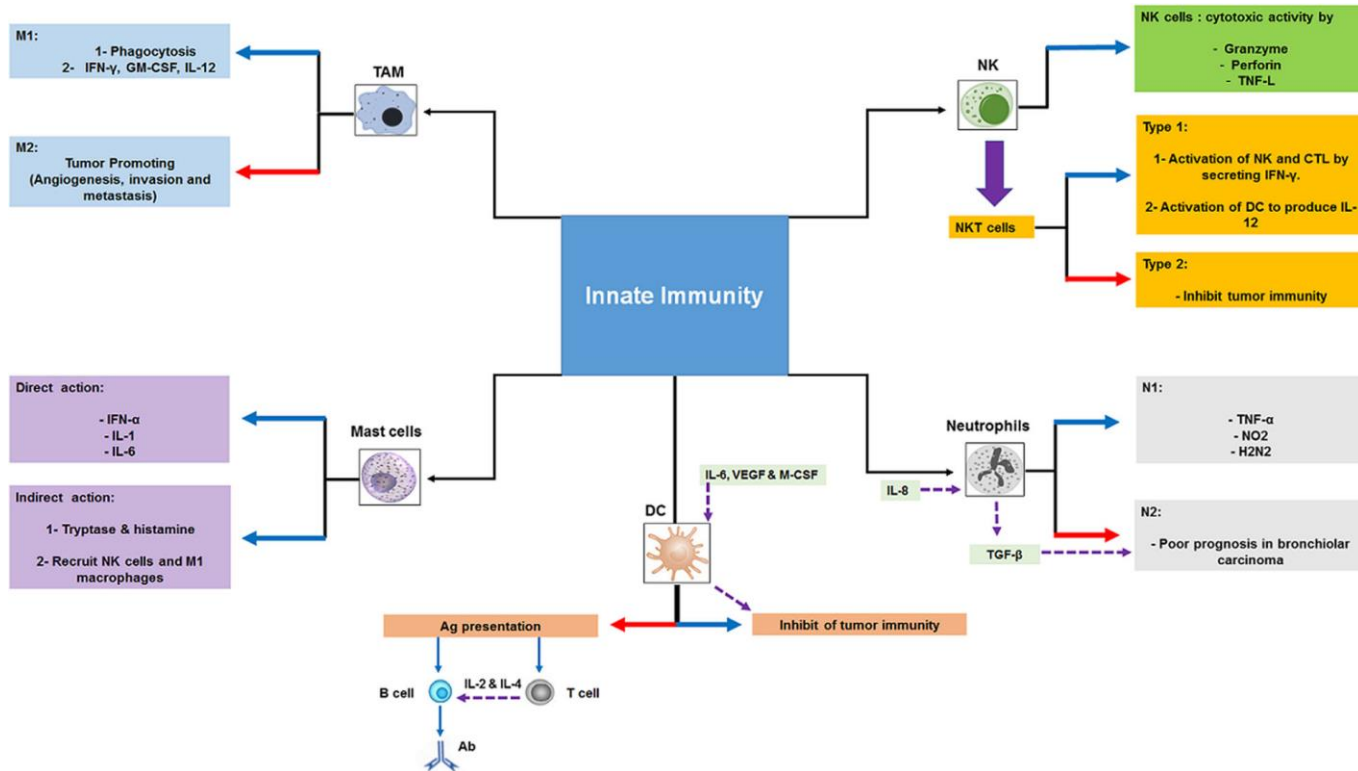 M1:
1- Phagocytosis
2- IFN-γ, GM-CSF, IL-12
TAM
M2:
Tumor Promoting
(Angiogenesis, invasion and
metastasis)
NK
NK cells : cytotoxic activity by
- Granzyme
- Perforin
- TNF-L
NKT cells
Type 1:
1- Activation of NK and CTL by
secreting IFN-γ.
2- Activation of DC to produce IL-
12
Type 2:
- Inhibit tumor immunity
Innate Immunity
Direct action:
- IFN-α
- IL-1
- IL-6
Mast cells
Indirect action:
1- Tryptase & histamine
2- Recruit NK cells and M1
macrophages
IL-6, VEGF & M-CSF
DC
Neutrophils
IL-8
TGF-β
N1:
- TNF-α
- NO2
- H2N2
N2:
- Poor prognosis in bronchiolar
carcinoma
Ag presentation
Inhibit of tumor immunity
B cell
IL-2 & IL-4
T cell
Ab